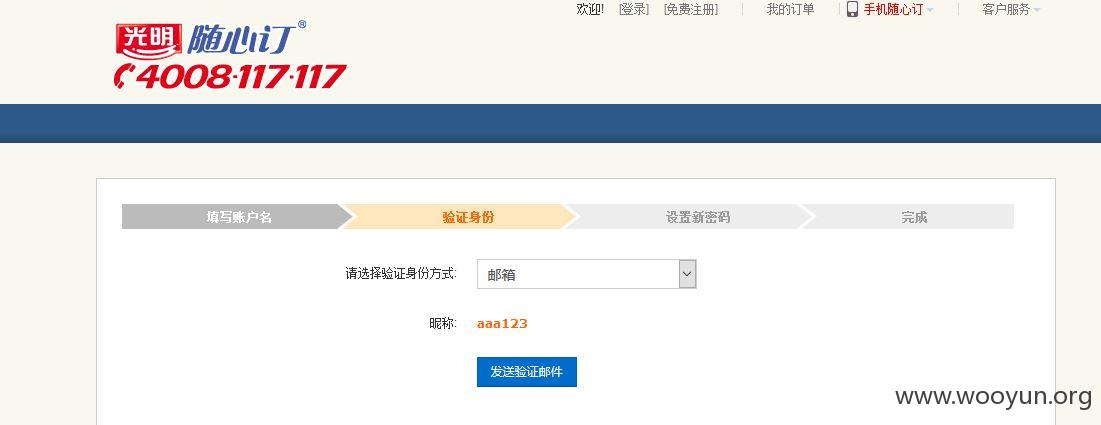 欢迎! [登录] [免费注册] 我的订单 手机随心订 客户服务
光明 随心订®
4008·117·117
填写账户名 验证身份 设置新密码 完成
请选择验证身份方式: 邮箱
昵称: aaa123
发送验证邮件
www.wooyun.org